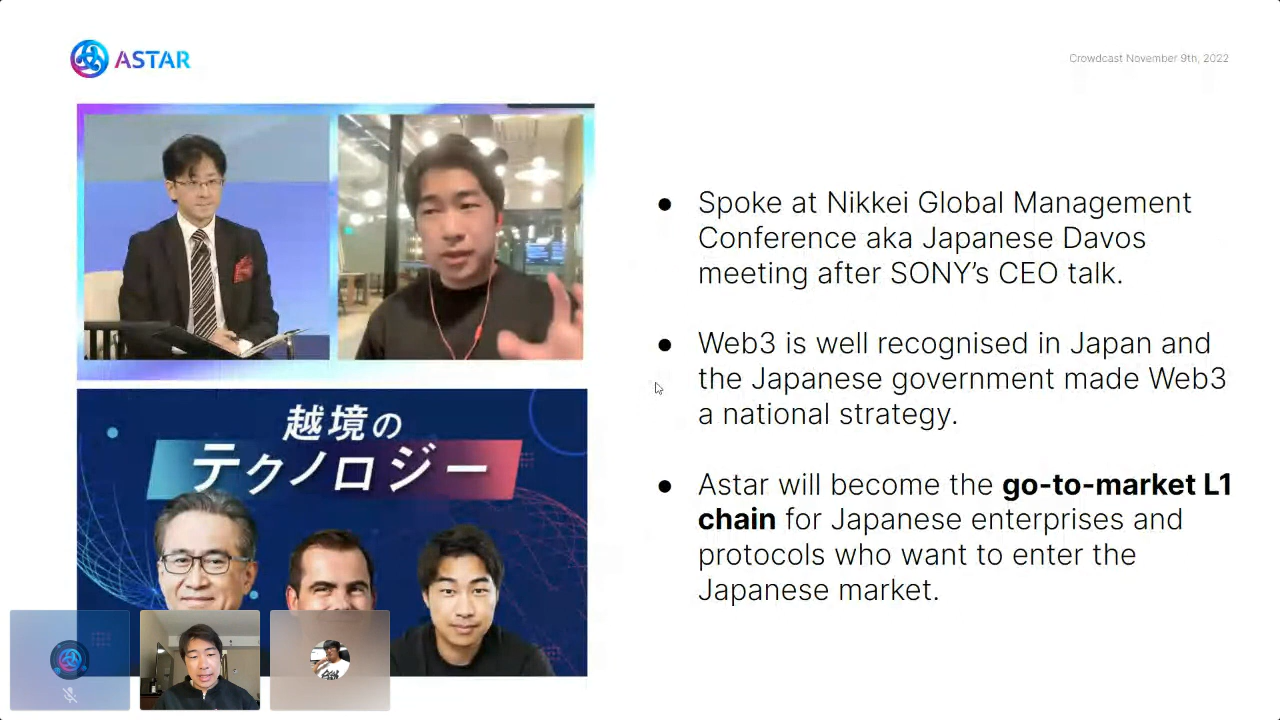 ASTAR
Crowdcast November 9th, 2022
越境の
テクノロジー
● Spoke at Nikkei Global Management
Conference aka Japanese Davos
meeting after SONY’s CEO talk.
● Web3 is well recognised in Japan and
the Japanese government made Web3
a national strategy.
● Astar will become the go-to-market L1
chain for Japanese enterprises and
protocols who want to enter the
Japanese market.